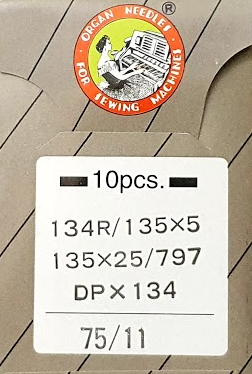 ®
ORGAN NEEDLES
FOR SEWING MACHINES
10pcs.
134R/135×5
135×25/797
DP×134
75/11